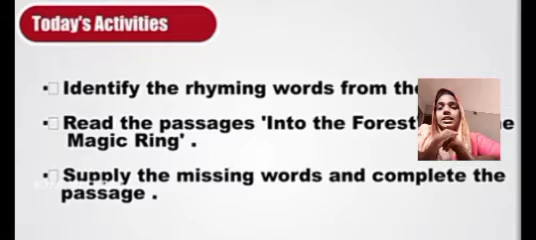 Today's Activities
Identify the rhyming words from the
Read the passages 'Into the Forest'
Magic Ring' .
Supply the missing words and complete the
passage .